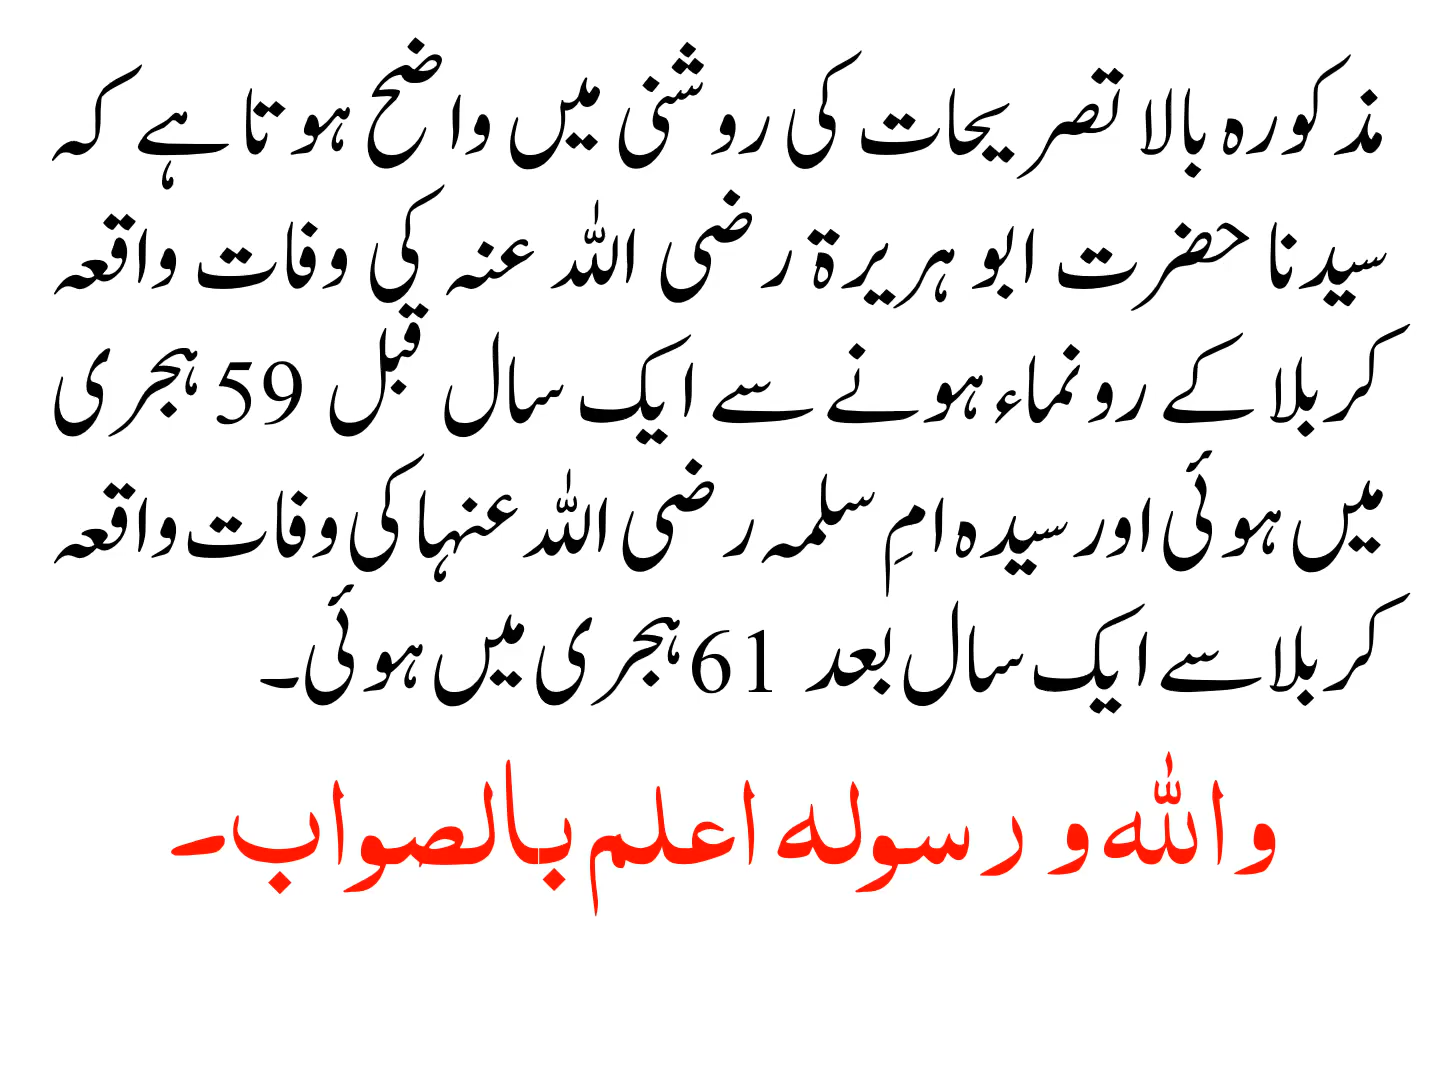 مذکورہ بالا تصریحات کی روشنی میں واضح ہوتا ہے کہ
سیدنا حضرت ابو ہریرۃ رضی اللہ عنہ کی وفات واقعہ
کربلا کے رونماء ہونے سے ایک سال قبل 59 ہجری
میں ہوئی اور سیدہ امِ سلمہ رضی اللہ عنہا کی وفات واقعہ
کربلا سے ایک سال بعد 61 ہجری میں ہوئی۔
واللہ و رسولہ اعلم بالصواب۔